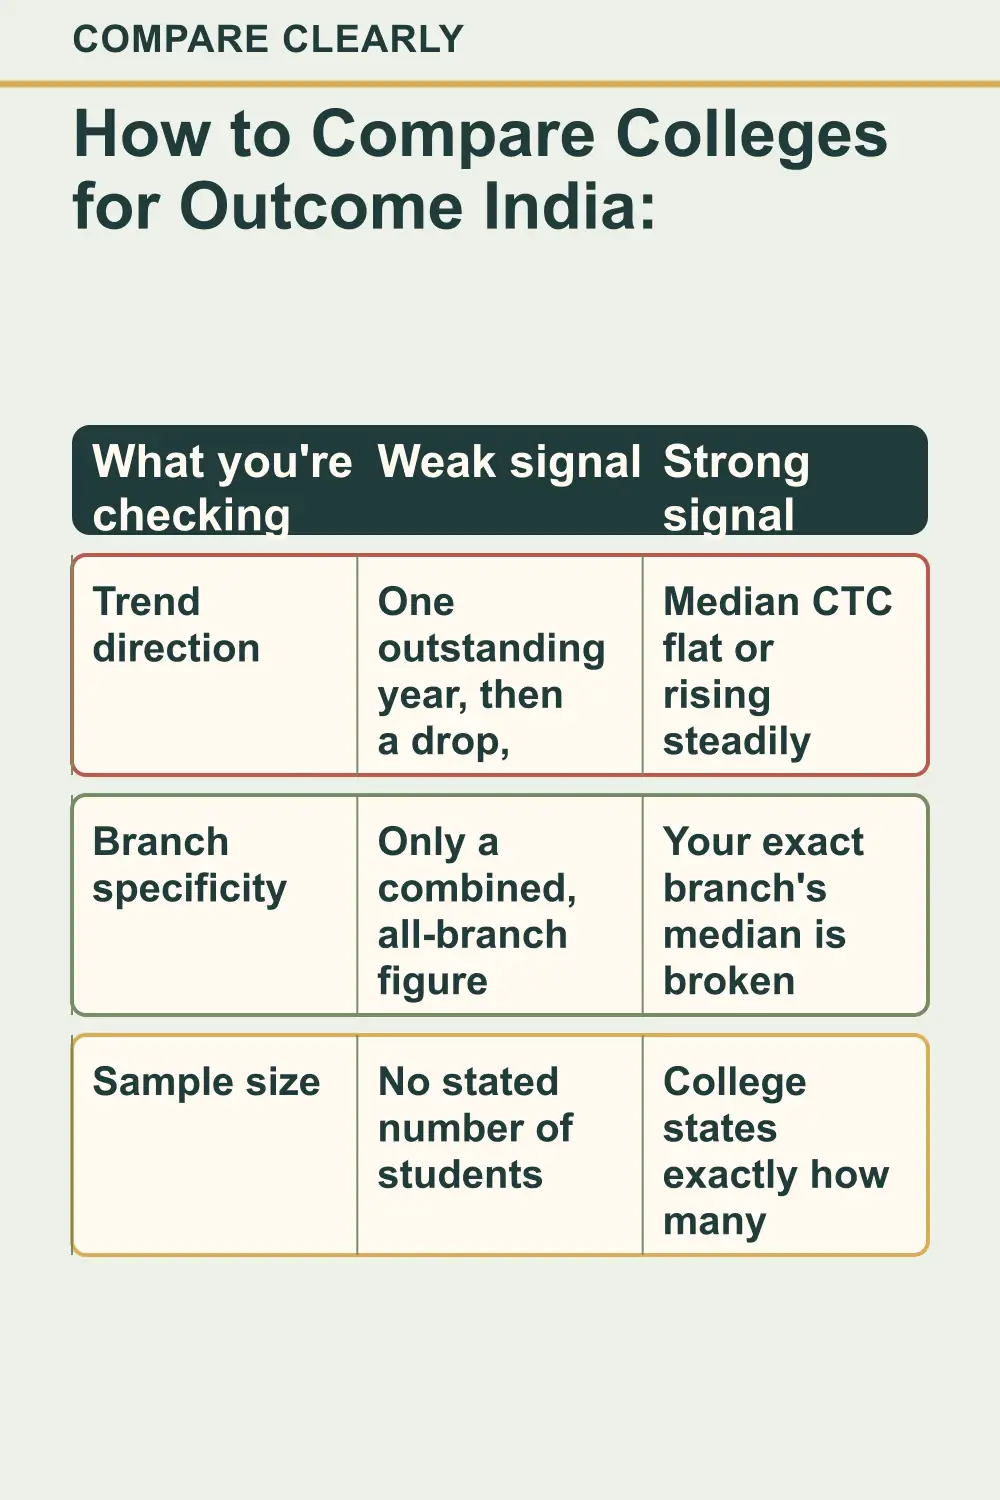 COMPARE CLEARLY
How to Compare Colleges
for Outcome India:
What you're checking
Weak signal
Strong signal
Trend
direction
One
outstanding
year, then
a drop,
Median CTC
flat or
rising
steadily
Branch
specificity
Only a
combined,
all-branch
figure
Your exact
branch's
median is
broken
Sample size
No stated
number of
students
College
states
exactly how
many